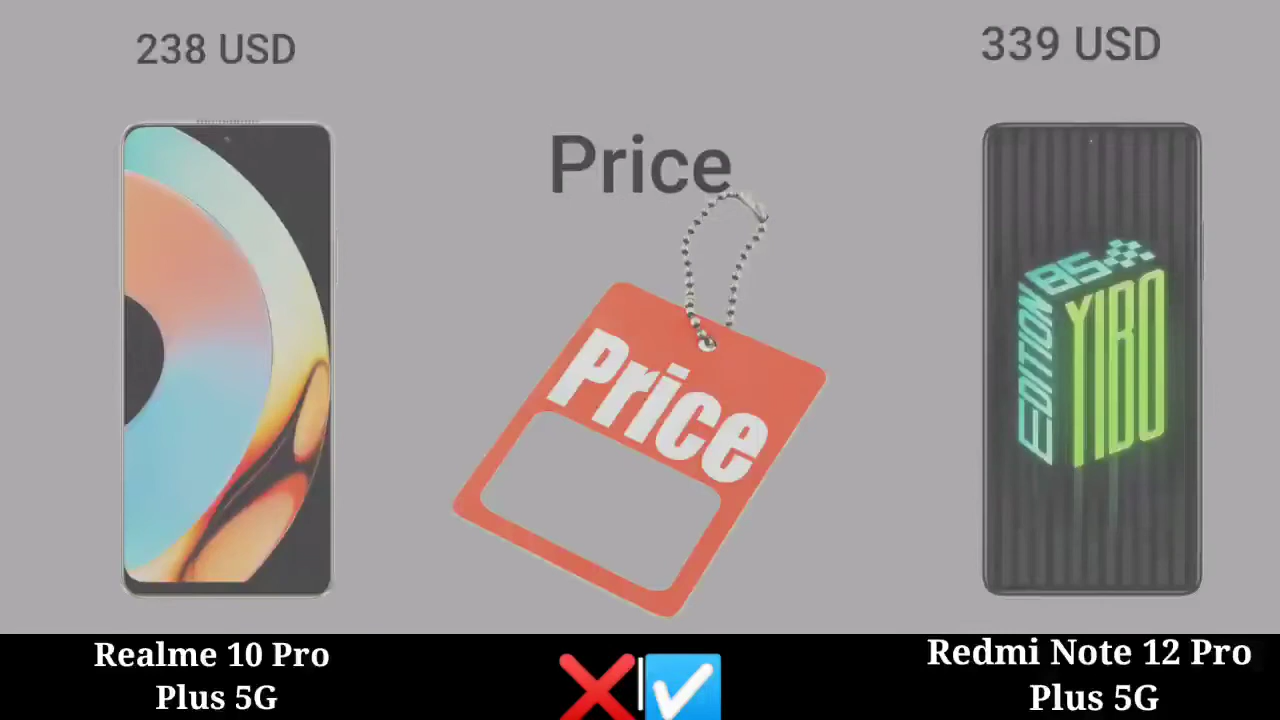 238 USD
339 USD
Price
Price
EDITION
85
YIBO
Realme 10 Pro
Plus 5G
Redmi Note 12 Pro
Plus 5G